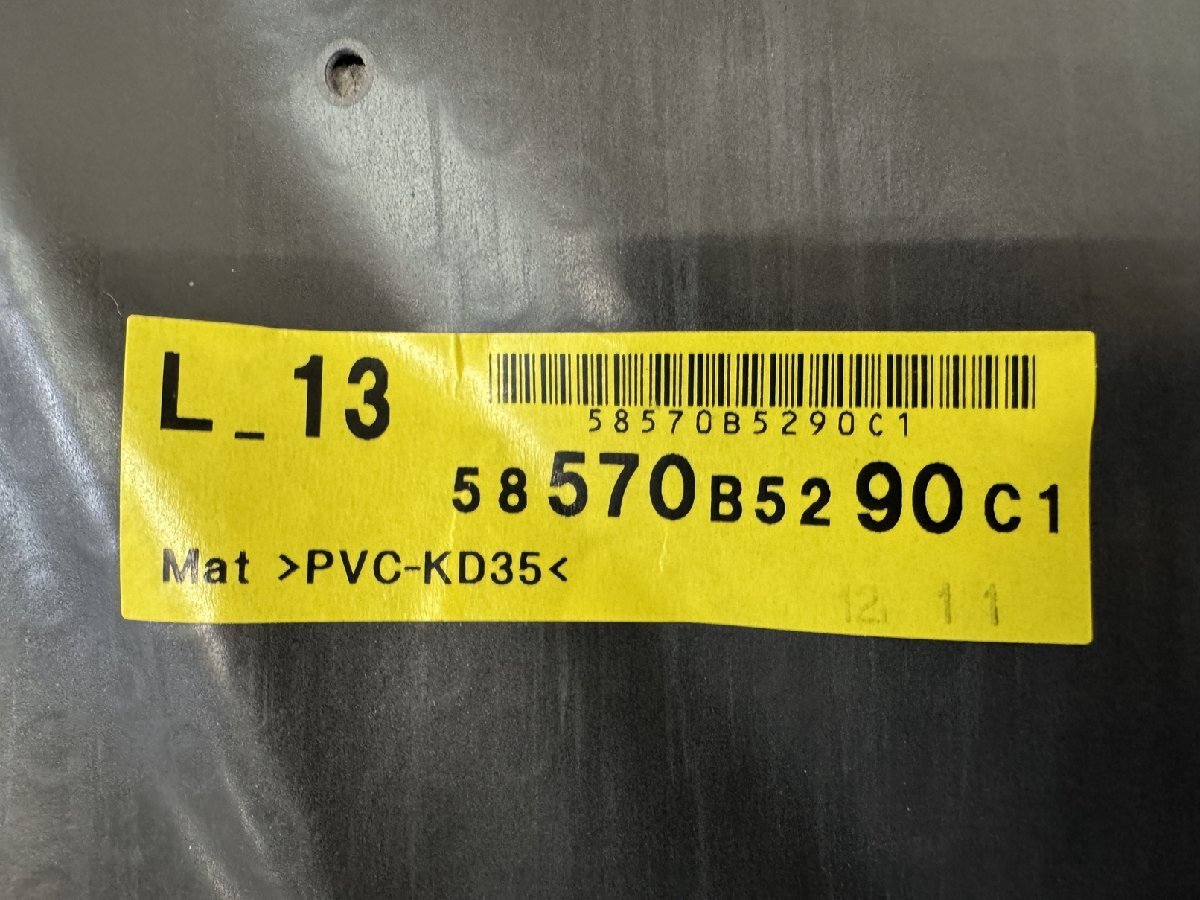 L_13
58570B5290C1
58570B5290C1
Mat >PVC-KD35<
12. 11